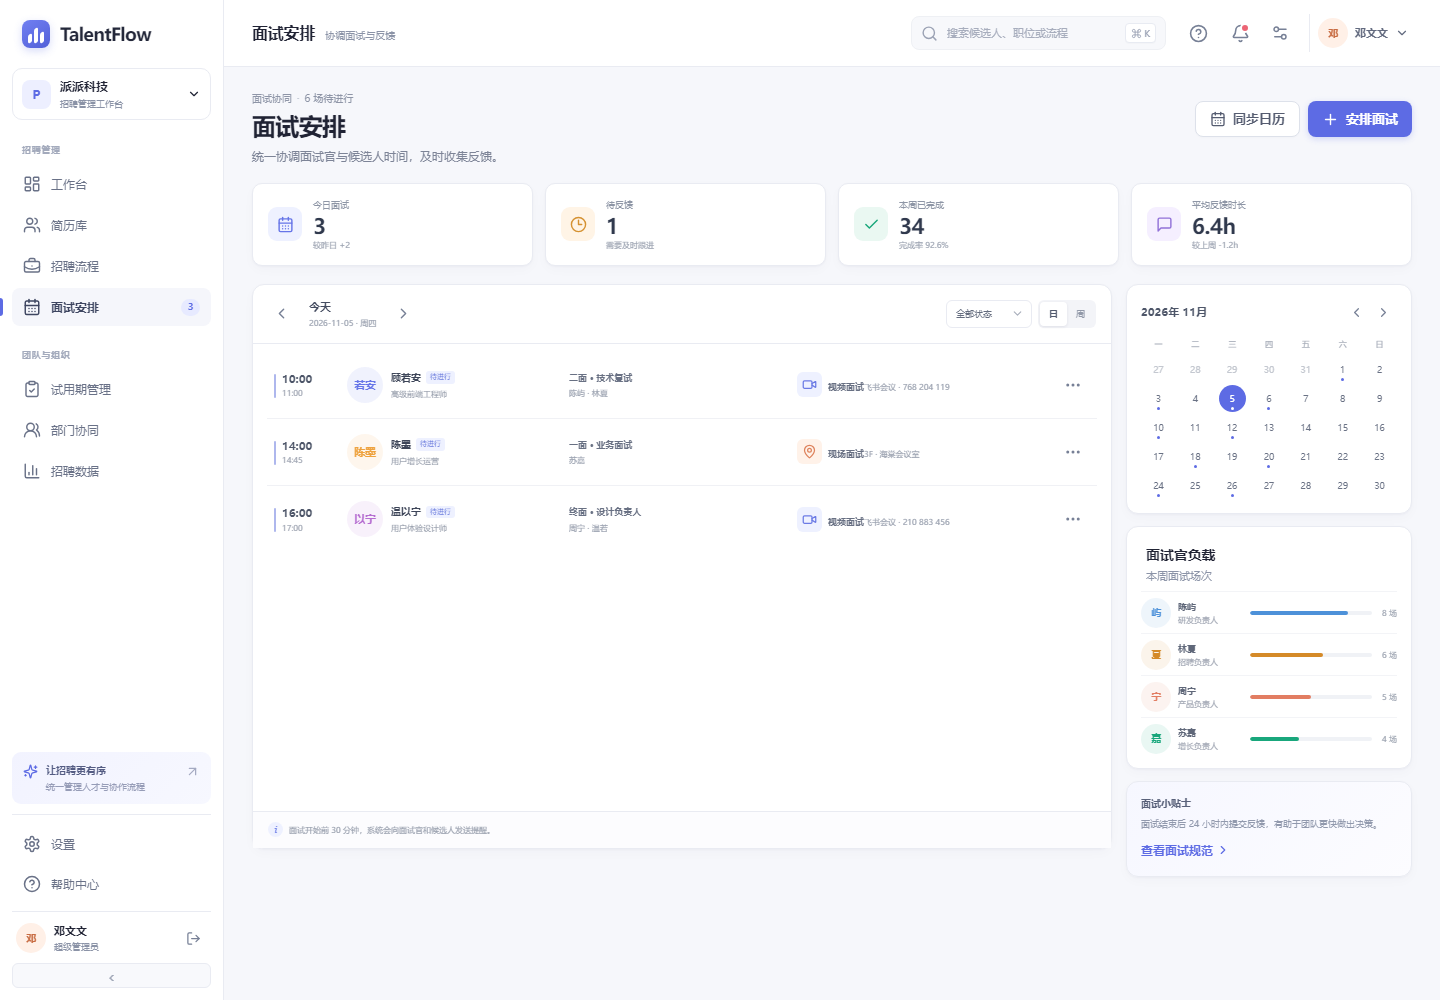 TalentFlow
P
派派科技
招聘管理工作台
招聘管理
工作台
简历库
招聘流程
面试安排
3
团队与组织
试用期管理
部门协同
招聘数据
让招聘更有序
统一管理人才与协作流程
设置
帮助中心
邓
邓文文
超级管理员
面试安排 协调面试与反馈
搜索候选人、职位或流程
⌘ K
邓 邓文文
面试协同 · 6 场待进行
面试安排
统一协调面试官与候选人时间，及时收集反馈。
同步日历
安排面试
今日面试
3
较昨日 +2
待反馈
1
需要及时跟进
本周已完成
34
完成率 92.6%
平均反馈时长
6.4h
较上周 -1.2h
今天
2026-11-05 · 周四
全部状态
日 周
10:00
11:00
若安
顾若安 待进行
高级前端工程师
二面 • 技术复试
陈屿 · 林夏
视频面试 飞书会议 · 768 204 119
14:00
14:45
陈墨
陈墨 待进行
用户增长运营
一面 • 业务面试
苏嘉
现场面试 3F · 海棠会议室
16:00
17:00
以宁
温以宁 待进行
用户体验设计师
终面 • 设计负责人
周宁 · 温若
视频面试 飞书会议 · 210 883 456
i 面试开始前 30 分钟，系统会向面试官和候选人发送提醒。
2026年 11月
一 二 三 四 五 六 日
27 28 29 30 31 1 2
3 4 5 6 7 8 9
10 11 12 13 14 15 16
17 18 19 20 21 22 23
24 25 26 27 28 29 30
面试官负载
本周面试场次
屿
陈屿
研发负责人
8 场
夏
林夏
招聘负责人
6 场
宁
周宁
产品负责人
5 场
嘉
苏嘉
增长负责人
4 场
面试小贴士
面试结束后 24 小时内提交反馈，有助于团队更快做出决策。
查看面试规范